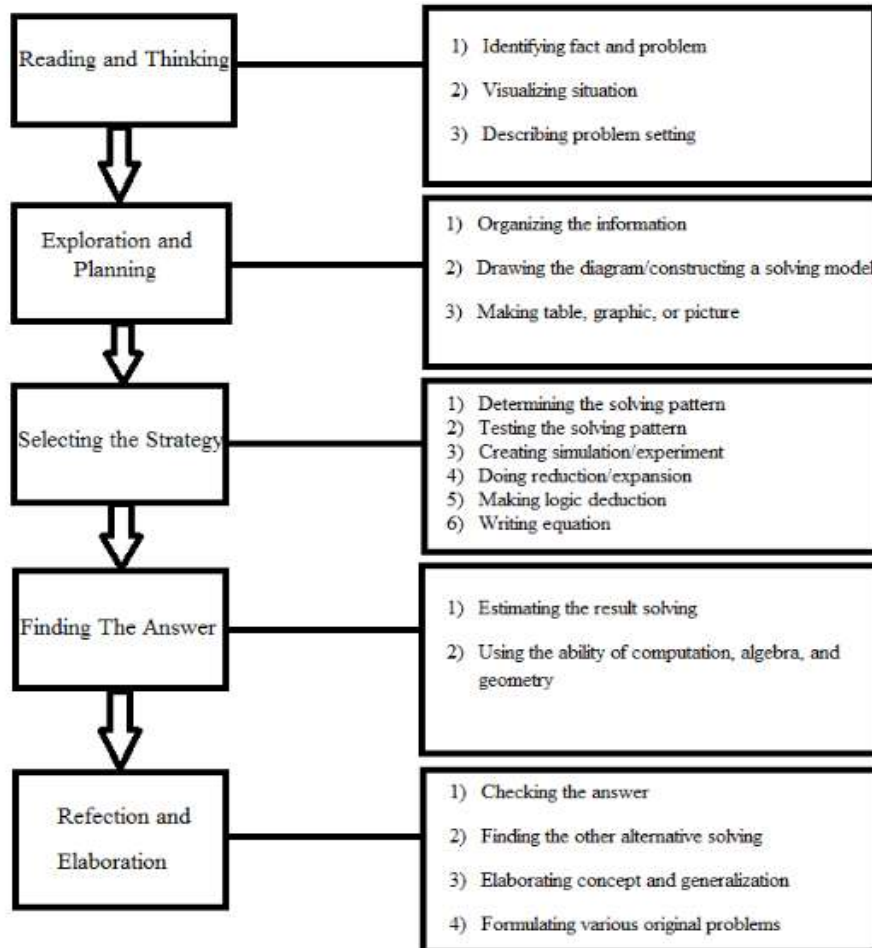 Reading and Thinking
1) Identifying fact and problem
2) Visualizing situation
3) Describing problem setting
Exploration and
Planning
1) Organizing the information
2) Drawing the diagram/constructing a solving model
3) Making table, graphic, or picture
Selecting the Strategy
1) Determining the solving pattern
2) Testing the solving pattern
3) Creating simulation/experiment
4) Doing reduction/expansion
5) Making logic deduction
6) Writing equation
Finding The Answer
1) Estimating the result solving
2) Using the ability of computation, algebra, and
geometry
Refection and
Elaboration
1) Checking the answer
2) Finding the other alternative solving
3) Elaborating concept and generalization
4) Formulating various original problems